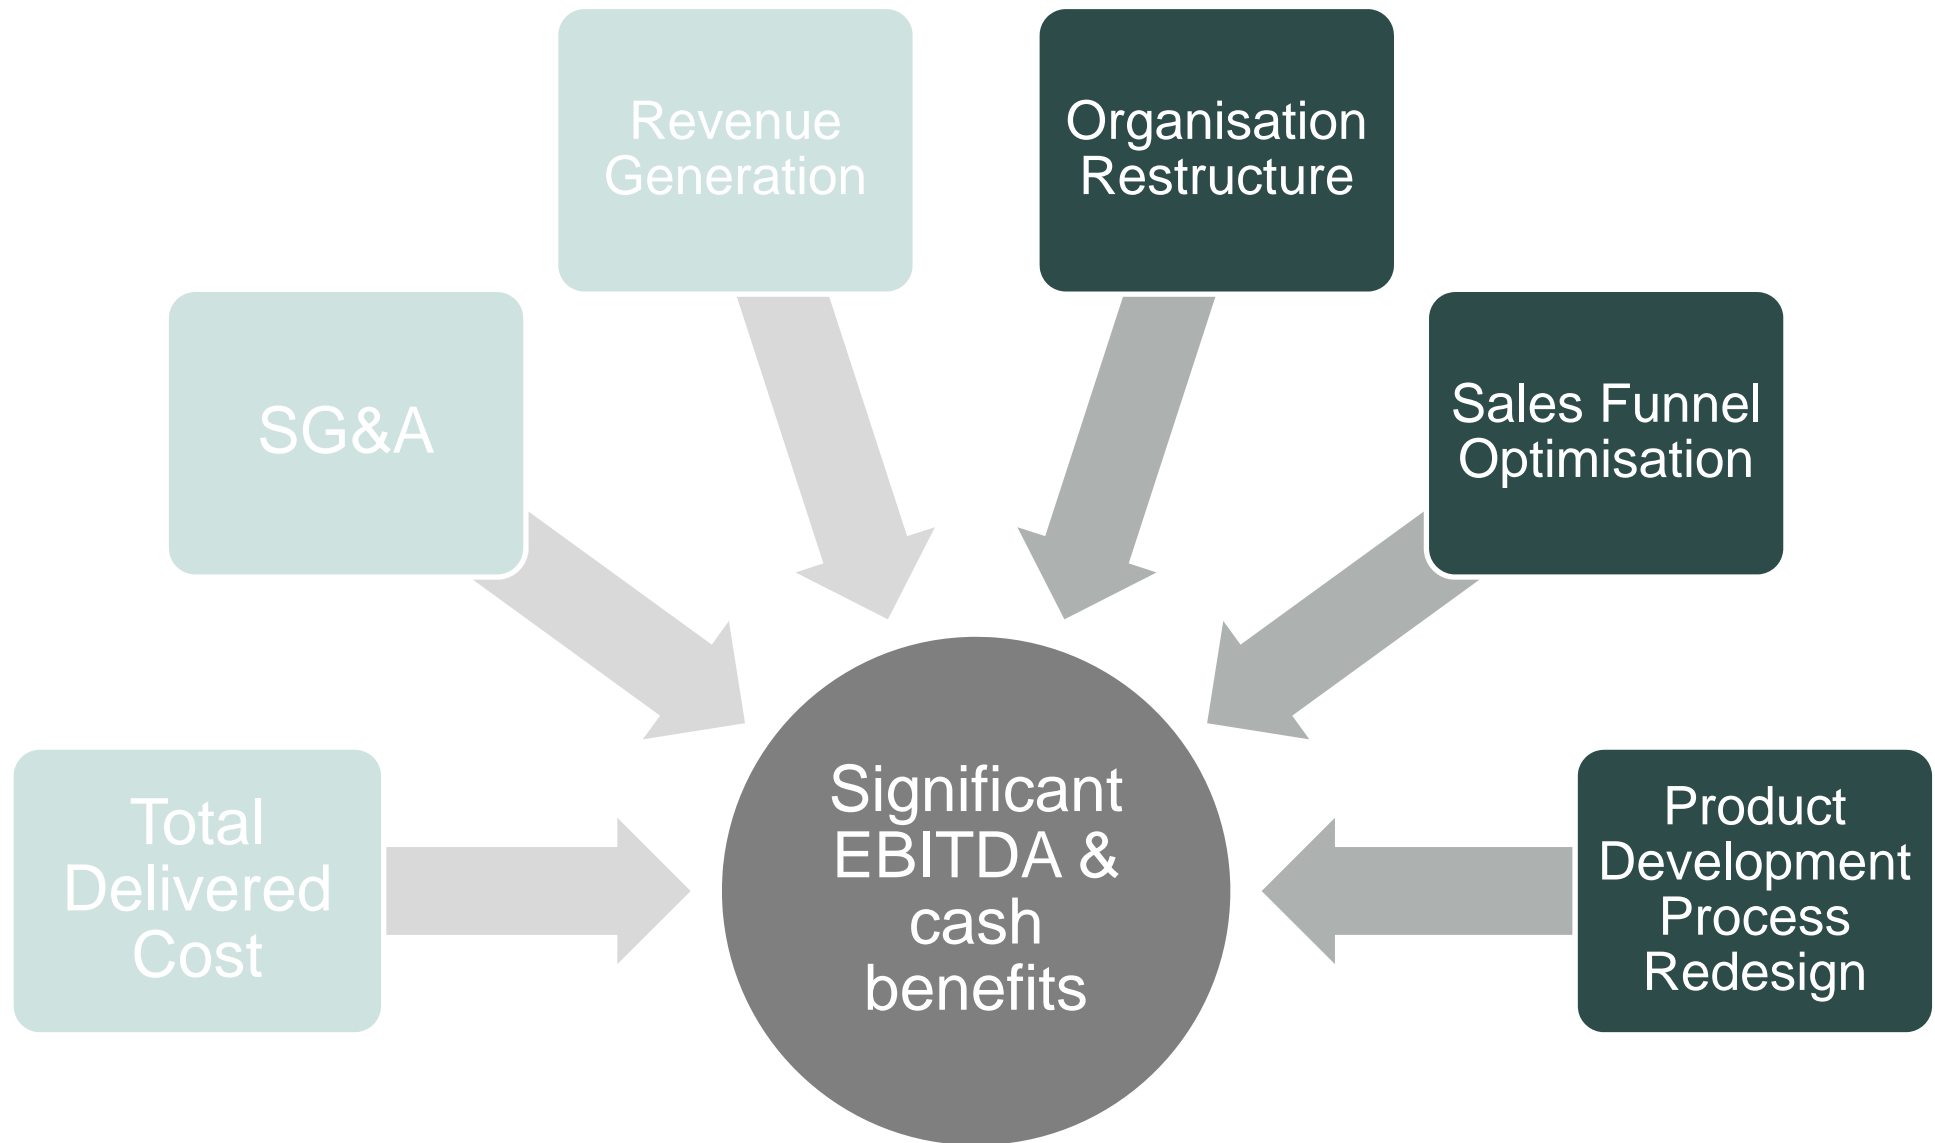 Revenue
Generation
Organisation
Restructure
SG&A
Sales Funnel
Optimisation
Total
Delivered
Cost
Significant
EBITDA &
cash
benefits
Product
Development
Process
Redesign